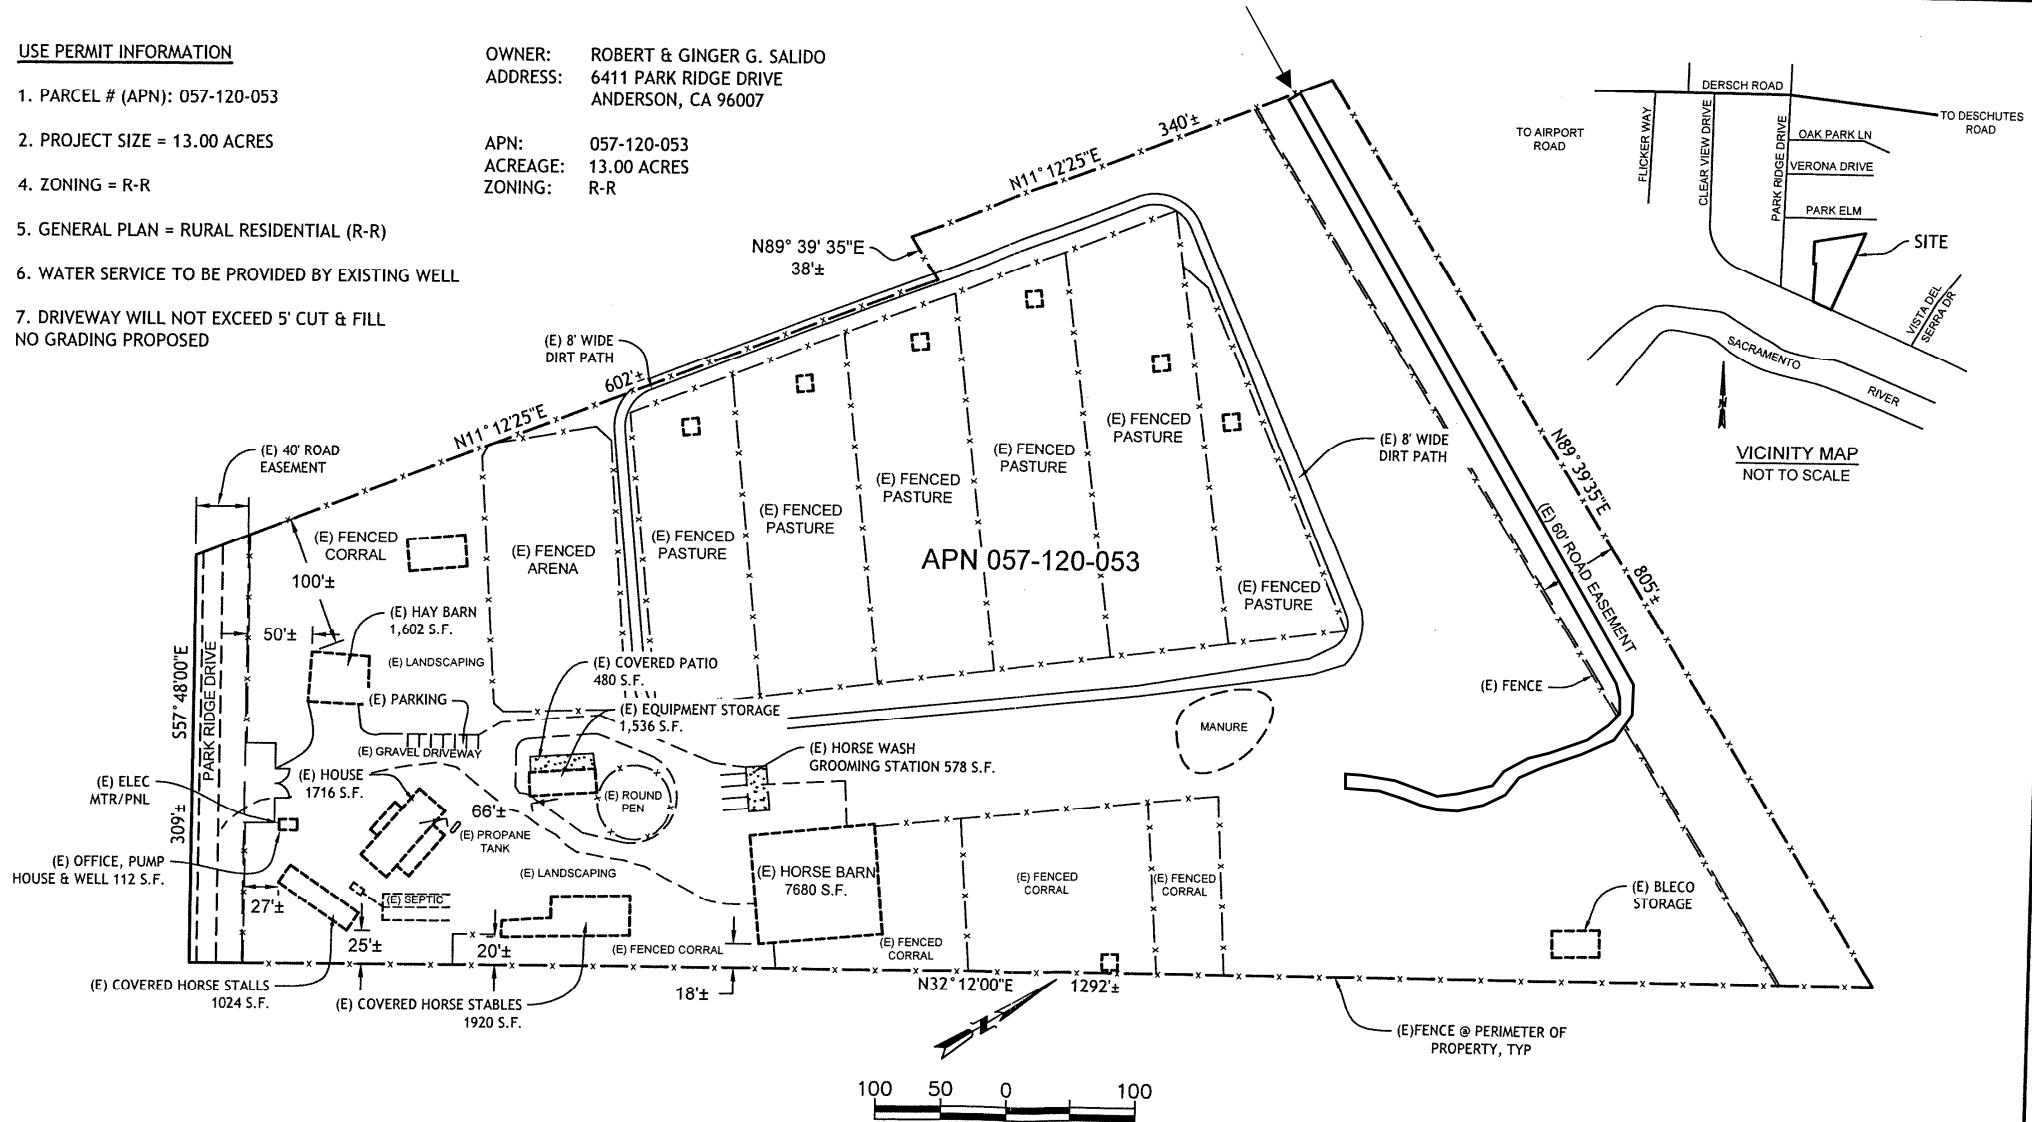 USE PERMIT INFORMATION
1. PARCEL # (APN): 057-120-053
2. PROJECT SIZE = 13.00 ACRES
4. ZONING = R-R
5. GENERAL PLAN = RURAL RESIDENTIAL (R-R)
6. WATER SERVICE TO BE PROVIDED BY EXISTING WELL
7. DRIVEWAY WILL NOT EXCEED 5' CUT & FILL
NO GRADING PROPOSED
OWNER: ROBERT & GINGER G. SALIDO
ADDRESS: 6411 PARK RIDGE DRIVE
ANDERSON, CA 96007
APN: 057-120-053
ACREAGE: 13.00 ACRES
ZONING: R-R
DERSCH ROAD
TO DESCHUTES
ROAD
TO AIRPORT
ROAD
FLICKER WAY
CLEAR VIEW DRIVE
PARK RIDGE DRIVE
OAK PARK LN
VERONA DRIVE
PARK ELM
SITE
VISTA DEL
SERRA DR
SACRAMENTO
RIVER
N
VICINITY MAP
NOT TO SCALE
340'±
N11°12'25"E
N89° 39' 35"E
38'±
(E) 8' WIDE
DIRT PATH
602'±
N11°12'25"E
(E) 40' ROAD
EASEMENT
(E) FENCED
CORRAL
100'±
(E) FENCED
ARENA
(E) FENCED
PASTURE
(E) FENCED
PASTURE
(E) FENCED
PASTURE
(E) FENCED
PASTURE
(E) FENCED
PASTURE
(E) FENCED
PASTURE
APN 057-120-053
(E) 8' WIDE
DIRT PATH
N89°39'35"E
805'±
(E) 60' ROAD EASEMENT
(E) FENCE
(E) HAY BARN
1,602 S.F.
50'±
(E) LANDSCAPING
(E) PARKING
(E) GRAVEL DRIVEWAY
(E) COVERED PATIO
480 S.F.
(E) EQUIPMENT STORAGE
1,536 S.F.
S57°48'00"E
309'±
PARK RIDGE DRIVE
(E) ELEC
MTR/PNL
(E) HOUSE
1716 S.F.
66'±
(E) PROPANE
TANK
(E) ROUND
PEN
(E) HORSE WASH
GROOMING STATION 578 S.F.
MANURE
(E) OFFICE, PUMP
HOUSE & WELL 112 S.F.
27'±
(E) SEPTIC
25'±
(E) LANDSCAPING
20'±
(E) FENCED CORRAL
(E) HORSE BARN
7680 S.F.
(E) FENCED
CORRAL
(E) FENCED
CORRAL
(E) FENCED
CORRAL
(E) BLECO
STORAGE
(E) COVERED HORSE STALLS
1024 S.F.
(E) COVERED HORSE STABLES
1920 S.F.
18'±
N32°12'00"E
1292'±
(E)FENCE @ PERIMETER OF
PROPERTY, TYP
N
100 50 0 100